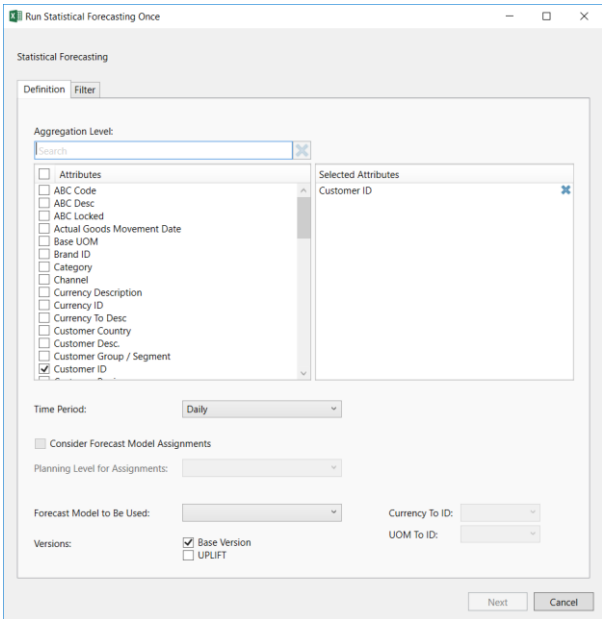 Run Statistical Forecasting Once
Statistical Forecasting
Definition Filter
Aggregation Level:
Search
Attributes
ABC Code
ABC Desc
ABC Locked
Actual Goods Movement Date
Base UOM
Brand ID
Category
Channel
Currency Description
Currency ID
Currency To Desc
Customer Country
Customer Desc.
Customer Group / Segment
Customer ID
Selected Attributes
Customer ID
Time Period: Daily
Consider Forecast Model Assignments
Planning Level for Assignments:
Forecast Model to Be Used:
Currency To ID:
UOM To ID:
Versions: Base Version
UPLIFT
Next Cancel